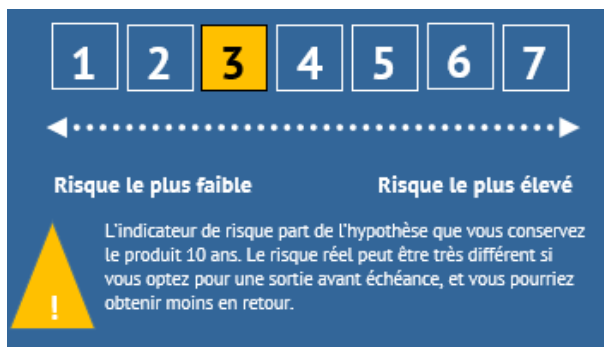 1 2 3 4 5 6 7
Risque le plus faible Risque le plus élevé
L'indicateur de risque part de l'hypothèse que vous conservez
le produit 10 ans. Le risque réel peut être très différent si
vous optez pour une sortie avant échéance, et vous pourriez
obtenir moins en retour.
!